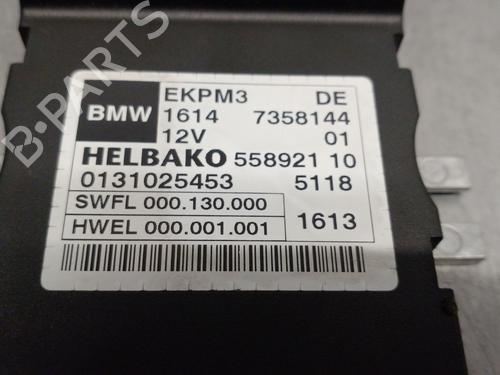 BMW EKPM3 DE
1614 7358144
12V 01
HELBAKO 558921 10
0131025453 5118
SWFL 000.130.000
HWEL 000.001.001 1613
B-PARTS